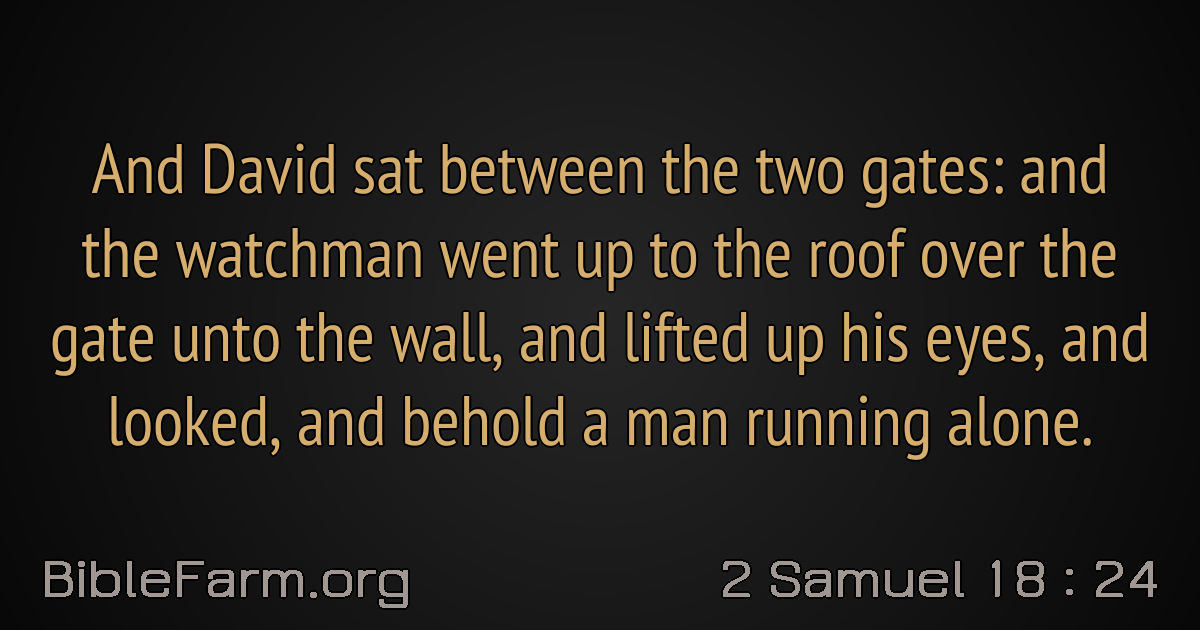 And David sat between the two gates: and
the watchman went up to the roof over the
gate unto the wall, and lifted up his eyes, and
looked, and behold a man running alone.
BibleFarm.org
2 Samuel 18 : 24